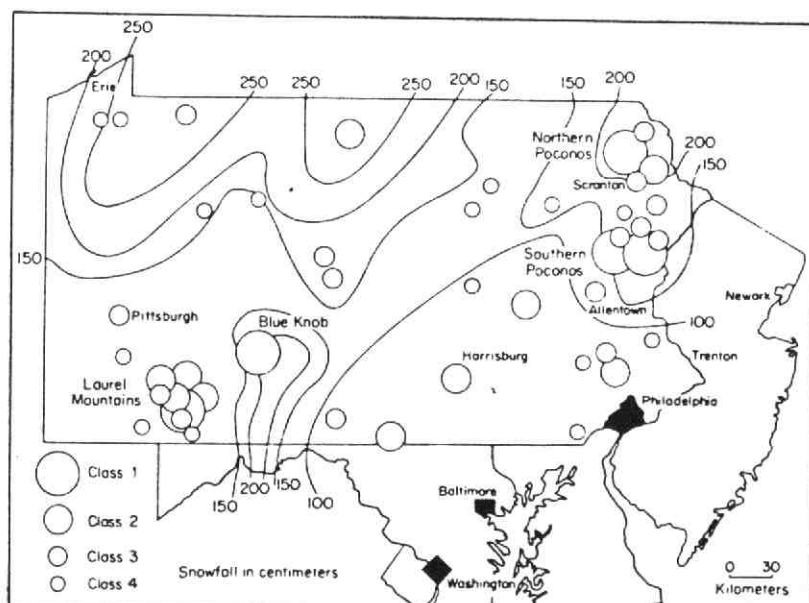 250
200
Erie
250
250
200
150
150
200
Northern
Poconos
200
Scranton
150
150
Southern
Poconos
Newark
Allentown
100
Pittsburgh
Blue Knob
Harrisburg
Trenton
Laurel
Mountains
Philadelphia
Class 1
Class 2
Class 3
Class 4
150
200
150
100
Baltimore
Snowfall in centimeters
Washington
0 30
Kilometers